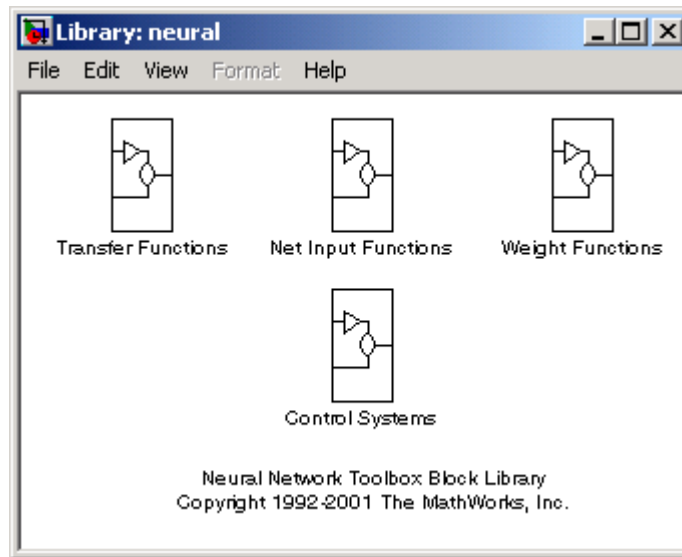 Library: neural
File Edit View Format Help
Transfer Functions Net Input Functions Weight Functions
Control Systems
Neural Network Toolbox Block Library
Copyright 1992-2001 The MathWorks, Inc.